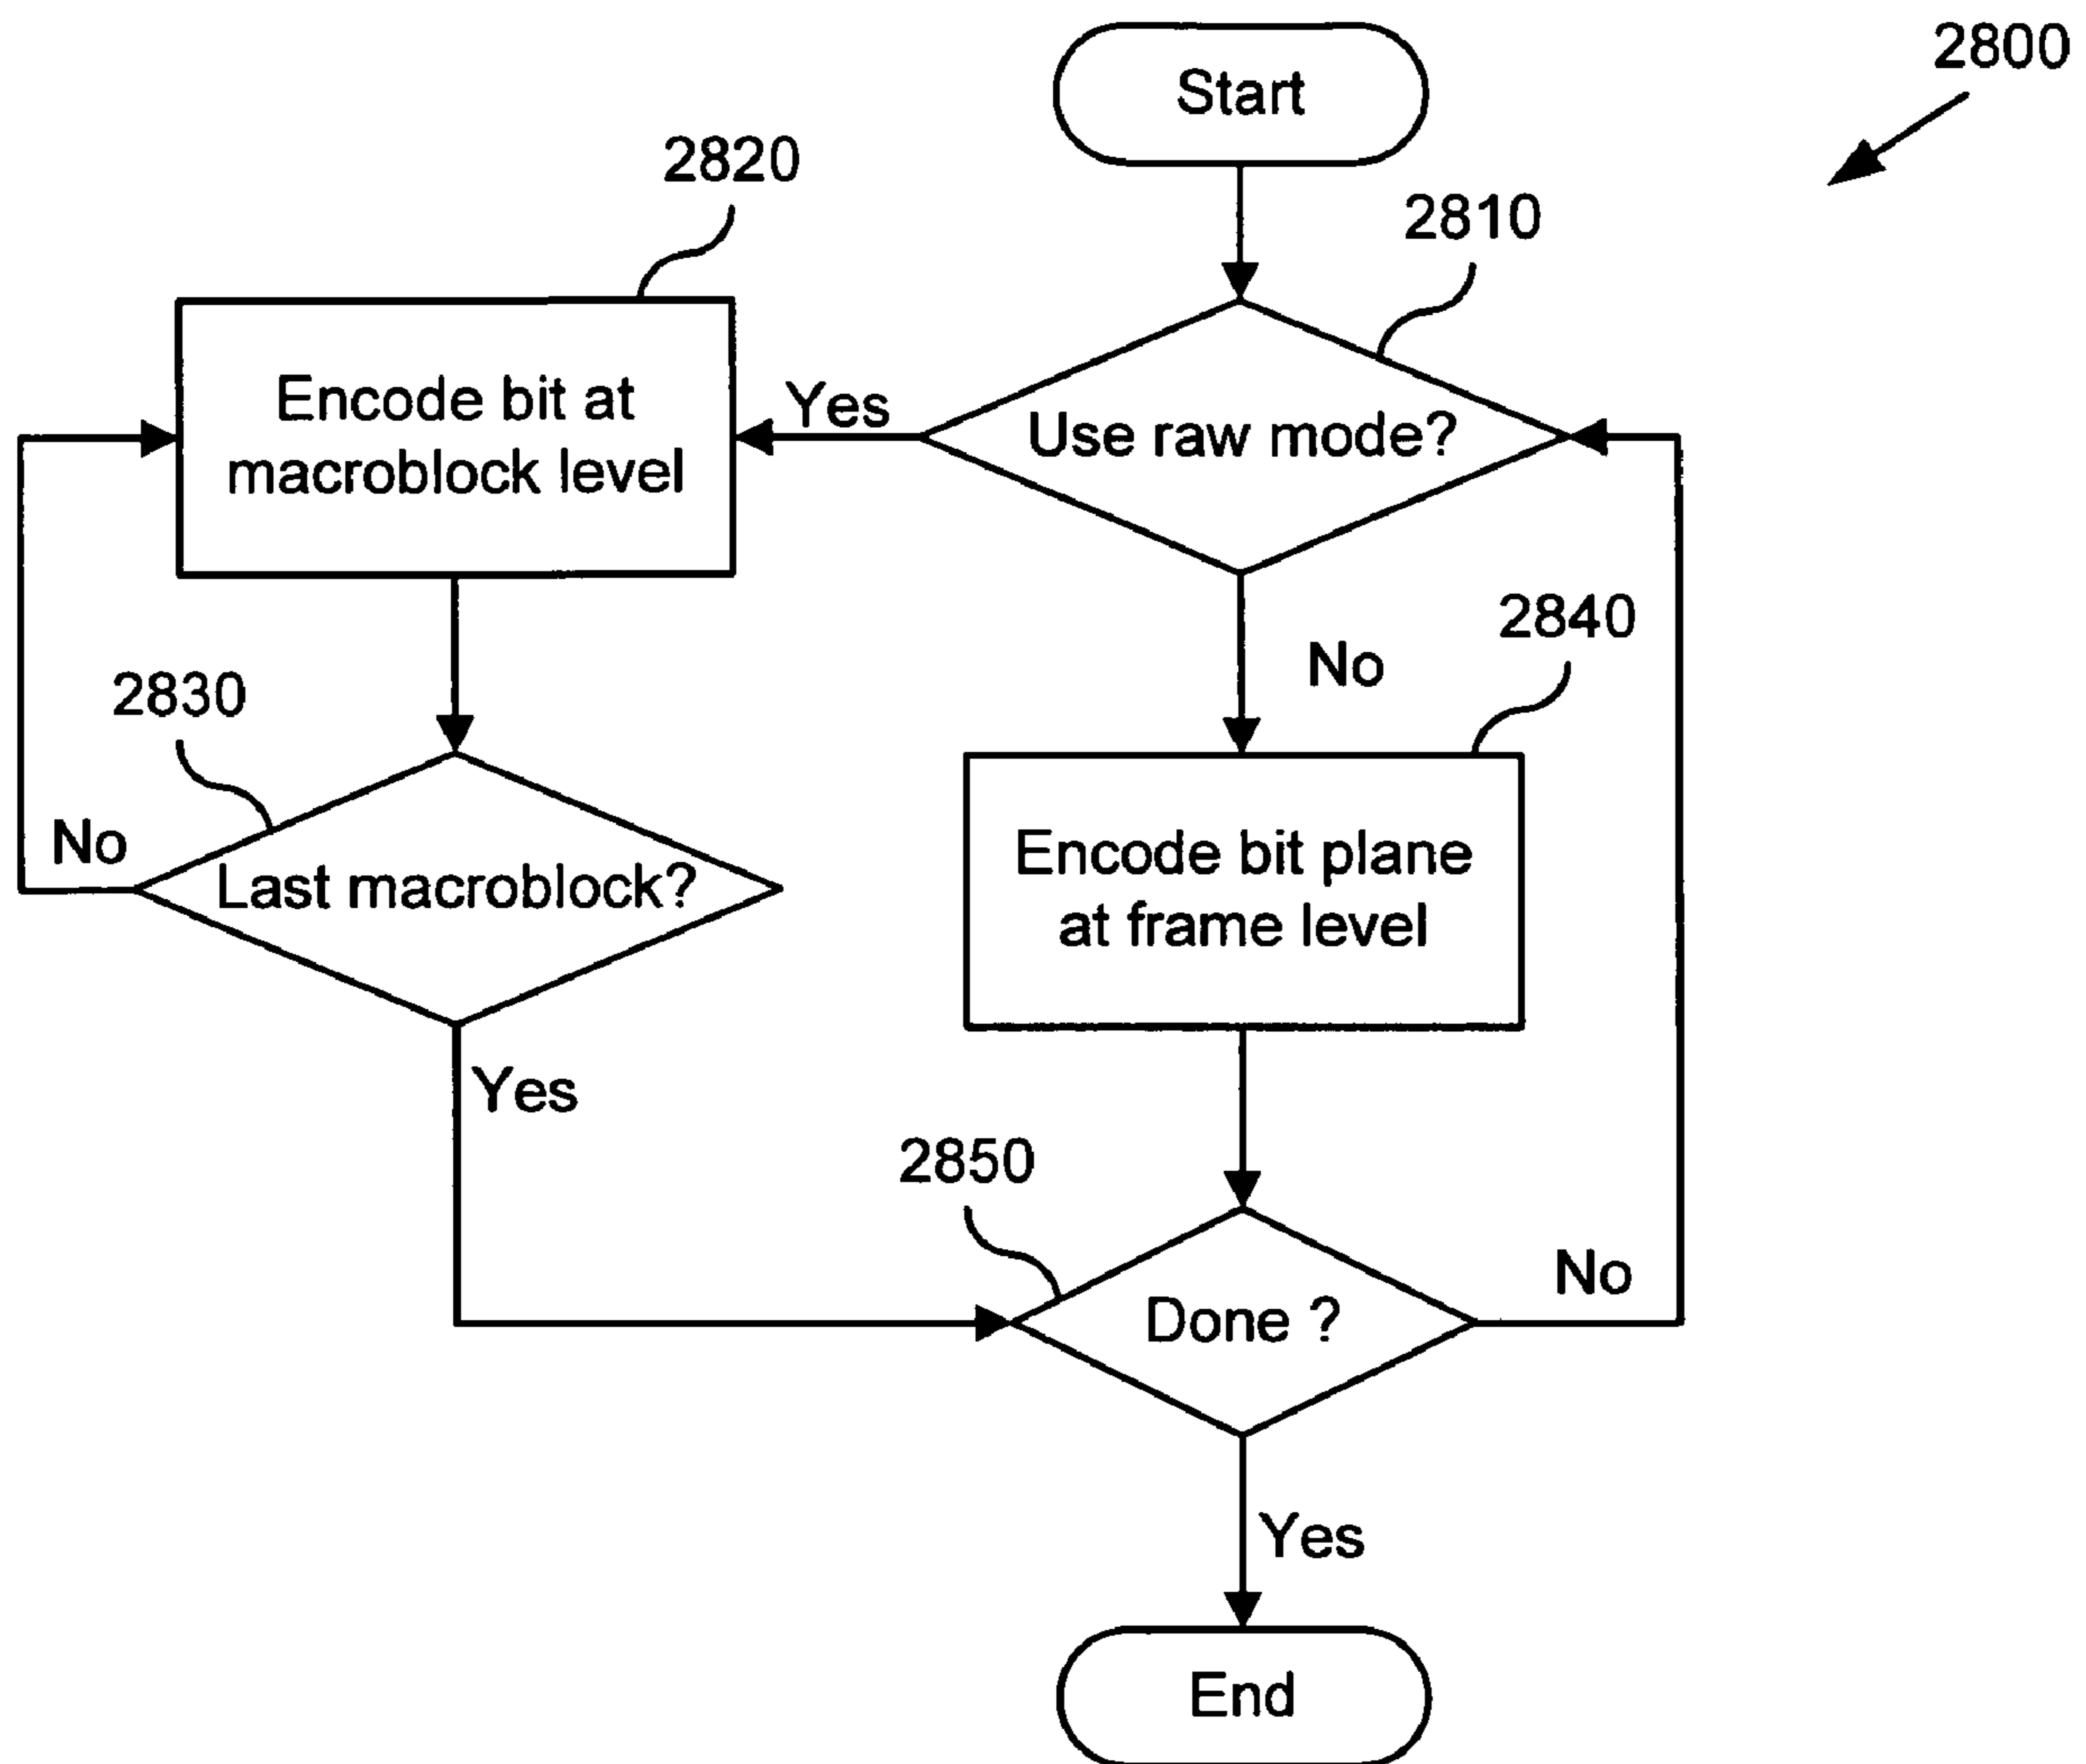 Start
2800
2820
2810
Encode bit at
macroblock level
Yes
Use raw mode?
2840
No
2830
No
Last macroblock?
Encode bit plane
at frame level
Yes
2850
Done ?
No
Yes
End